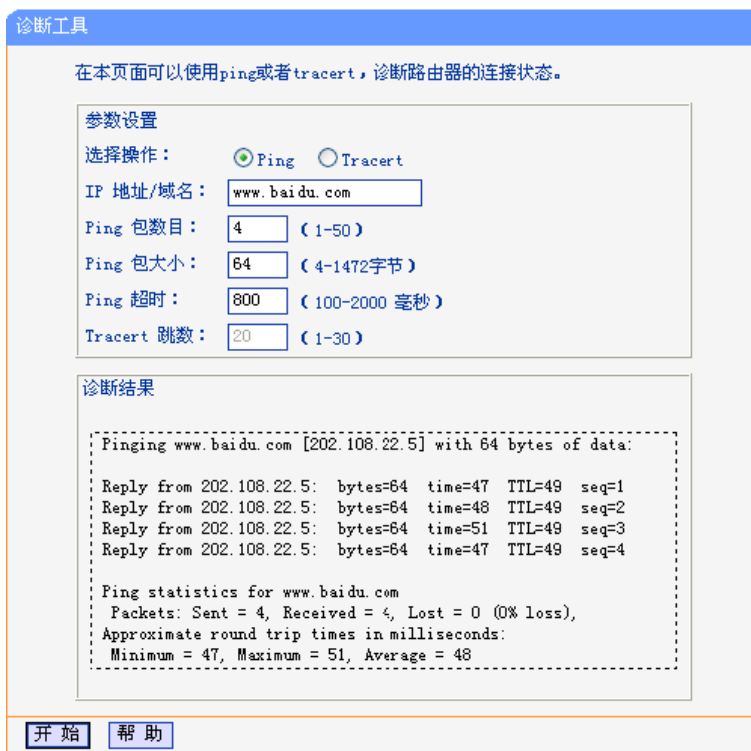 诊断工具
在本页面可以使用ping或者tracert，诊断路由器的连接状态。
参数设置
选择操作： Ping Tracert
IP 地址/域名： www.baidu.com
Ping 包数目： 4 (1-50)
Ping 包大小： 64 (4-1472字节)
Ping 超时： 800 (100-2000 毫秒)
Tracert 跳数： 20 (1-30)
诊断结果
Pinging www.baidu.com [202.108.22.5] with 64 bytes of data:
Reply from 202.108.22.5: bytes=64 time=47 TTL=49 seq=1
Reply from 202.108.22.5: bytes=64 time=48 TTL=49 seq=2
Reply from 202.108.22.5: bytes=64 time=51 TTL=49 seq=3
Reply from 202.108.22.5: bytes=64 time=47 TTL=49 seq=4
Ping statistics for www.baidu.com
Packets: Sent = 4, Received = 4, Lost = 0 (0% loss),
Approximate round trip times in milliseconds:
Minimum = 47, Maximum = 51, Average = 48
开 始 帮 助